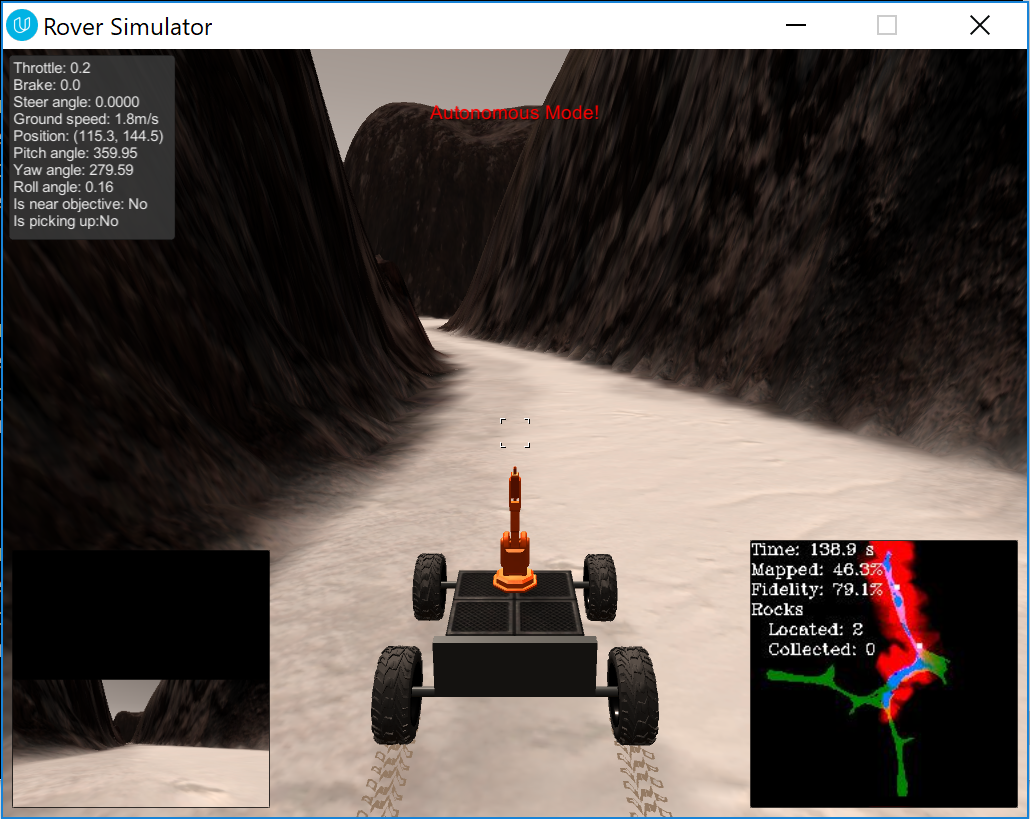 Rover Simulator
Throttle: 0.2
Brake: 0.0
Steer angle: 0.0000
Ground speed: 1.8m/s
Position: (115.3, 144.5)
Pitch angle: 359.95
Yaw angle: 279.59
Roll angle: 0.16
Is near objective: No
Is picking up:No
Autonomous Mode!
Time: 138.9 s
Mapped: 46.3%
Fidelity: 79.1%
Rocks
Located: 2
Collected: 0